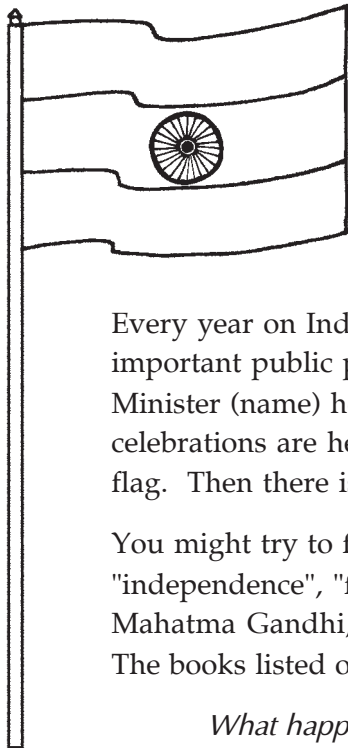 Every year on Ind
important public p
Minister (name) h
celebrations are he
flag. Then there i
You might try to f
"independence", "f
Mahatma Gandhi,
The books listed o
What happ